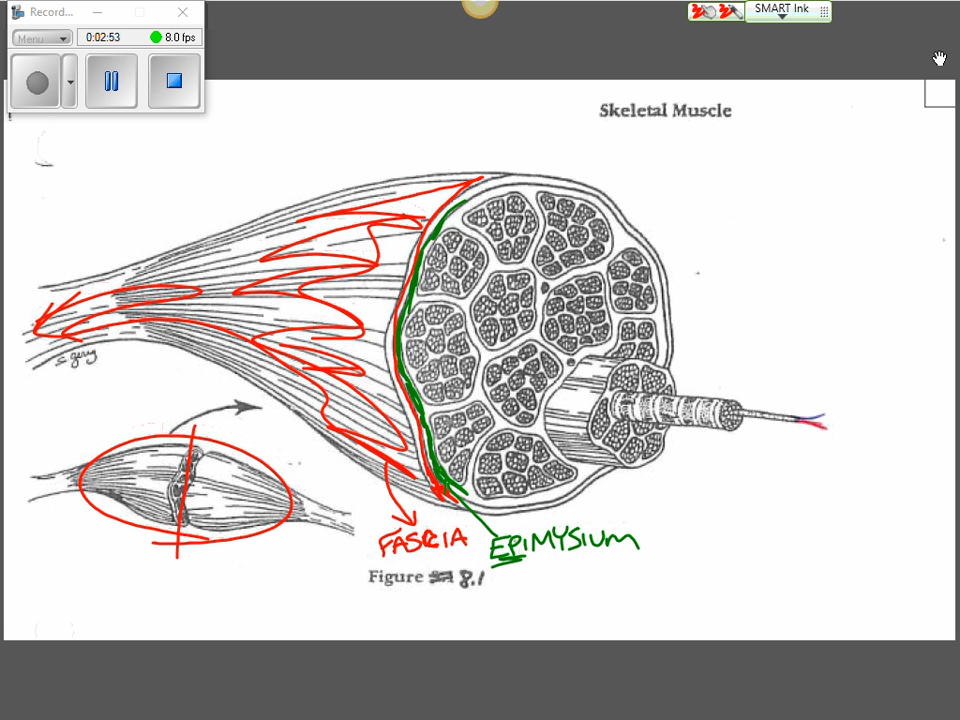 Record...
Menu
0:02:53
8.0 fps
SMART Ink
Skeletal Muscle
FASCIA
EPIMYSIUM
Figure 8.1